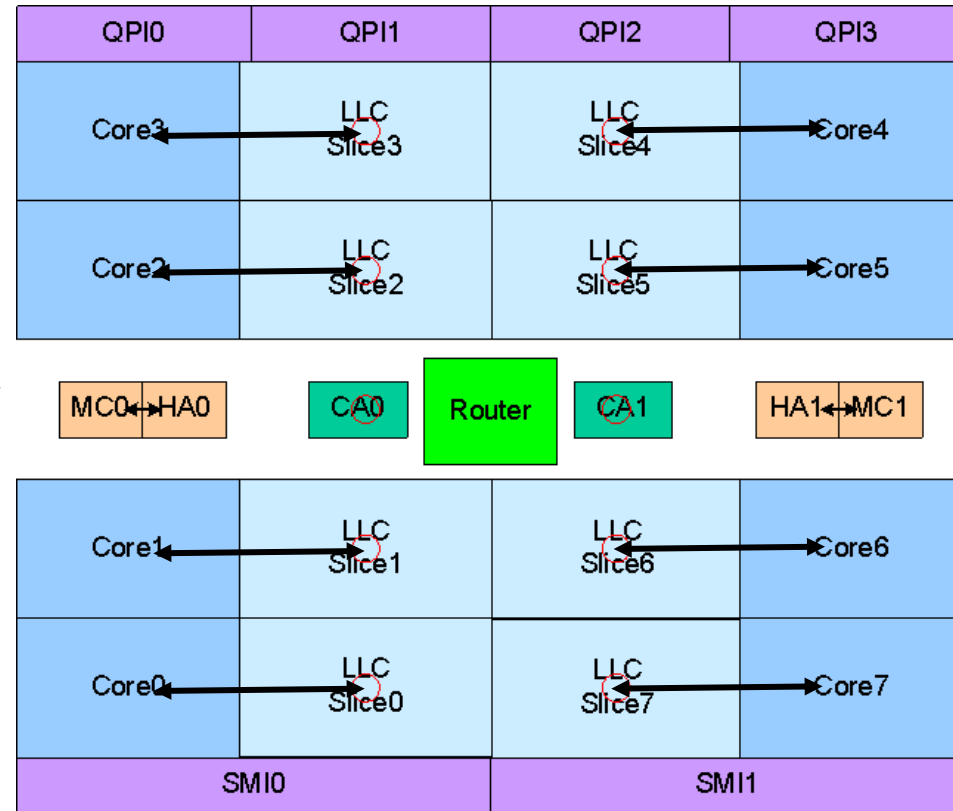 QPI0 QPI1 QPI2 QPI3
Core3 LLC Slice3 LLC Slice4 Core4
Core2 LLC Slice2 LLC Slice5 Core5
MC0 HA0 CA0 Router CA1 HA1 MC1
Core1 LLC Slice1 LLC Slice6 Core6
Core0 LLC Slice0 LLC Slice7 Core7
SMI0 SMI1